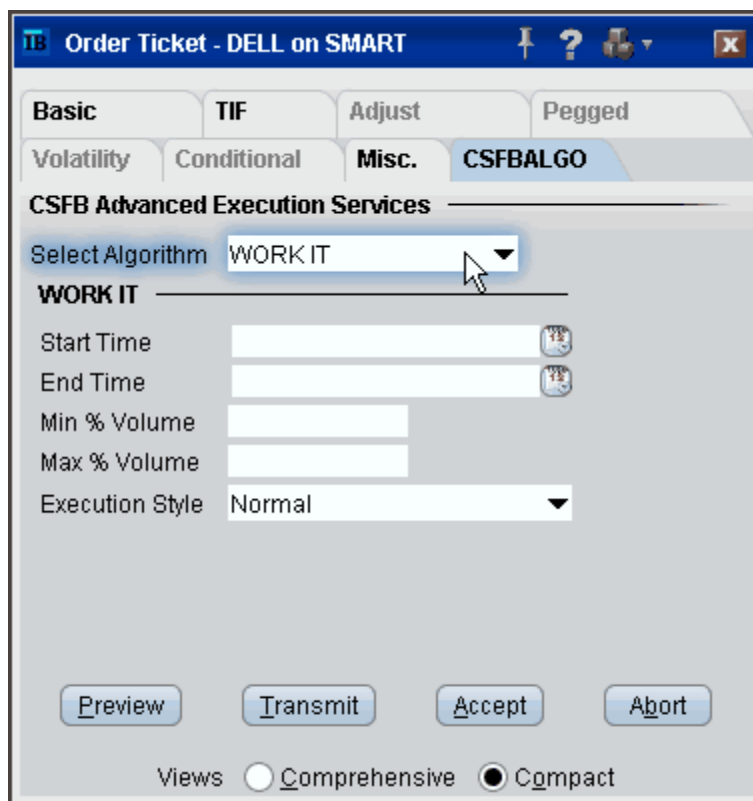 IB Order Ticket - DELL on SMART ?
Basic TIF Adjust Pegged
Volatility Conditional Misc. CSFBALGO
CSFB Advanced Execution Services
Select Algorithm WORK IT
WORK IT
Start Time
End Time
Min % Volume
Max % Volume
Execution Style Normal
Preview Transmit Accept Abort
Views Comprehensive Compact